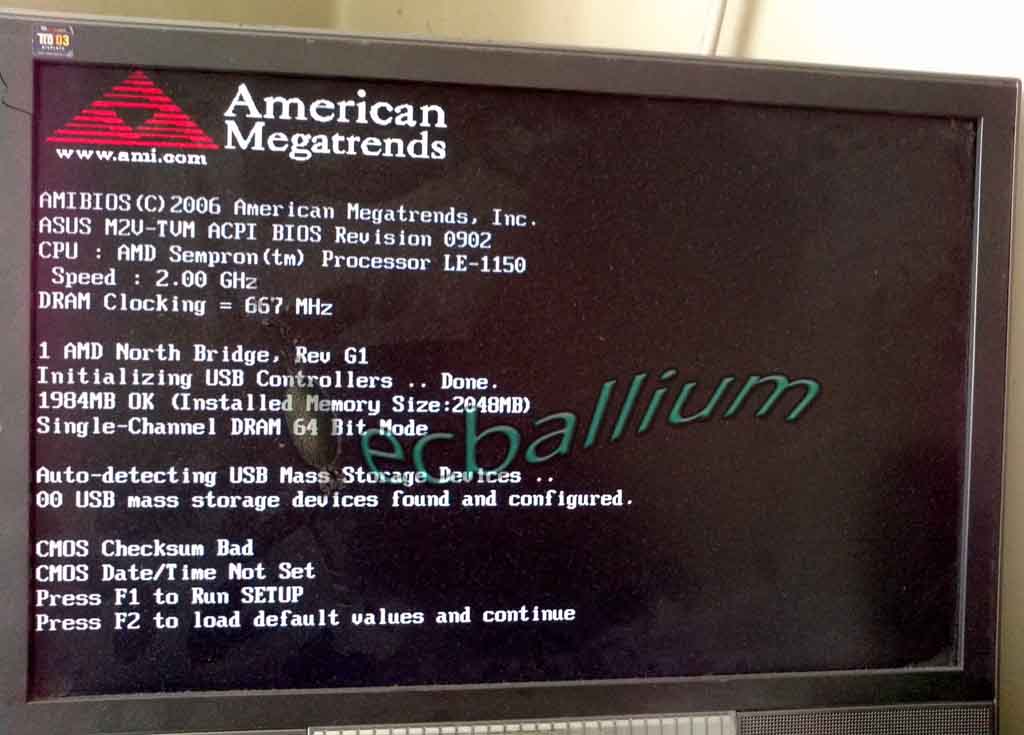 TCO 03
DISPLAYS
American
Megatrends
www.ami.com
AMIBIOS(C)2006 American Megatrends, Inc.
ASUS M2V-TVM ACPI BIOS Revision 0902
CPU : AMD Sempron(tm) Processor LE-1150
Speed : 2.00 GHz
DRAM Clocking = 667 MHz
1 AMD North Bridge, Rev G1
Initializing USB Controllers .. Done.
1984MB OK (Installed Memory Size:2048MB)
Single-Channel DRAM 64 Bit Mode
ecballium
Auto-detecting USB Mass Storage Devices ..
00 USB mass storage devices found and configured.
CMOS Checksum Bad
CMOS Date/Time Not Set
Press F1 to Run SETUP
Press F2 to load default values and continue